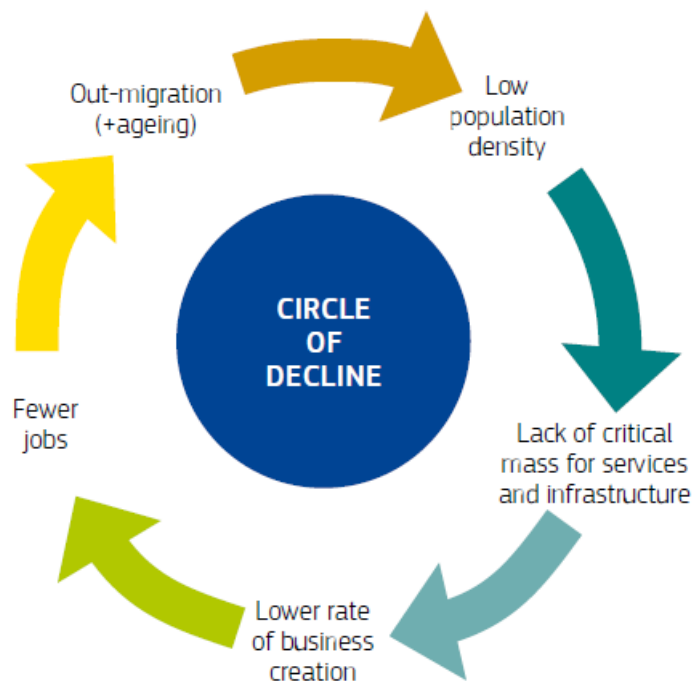 Out-migration
(+ageing)
Low
population
density
CIRCLE
OF
DECLINE
Fewer
jobs
Lack of critical
mass for services
and infrastructure
Lower rate
of business
creation